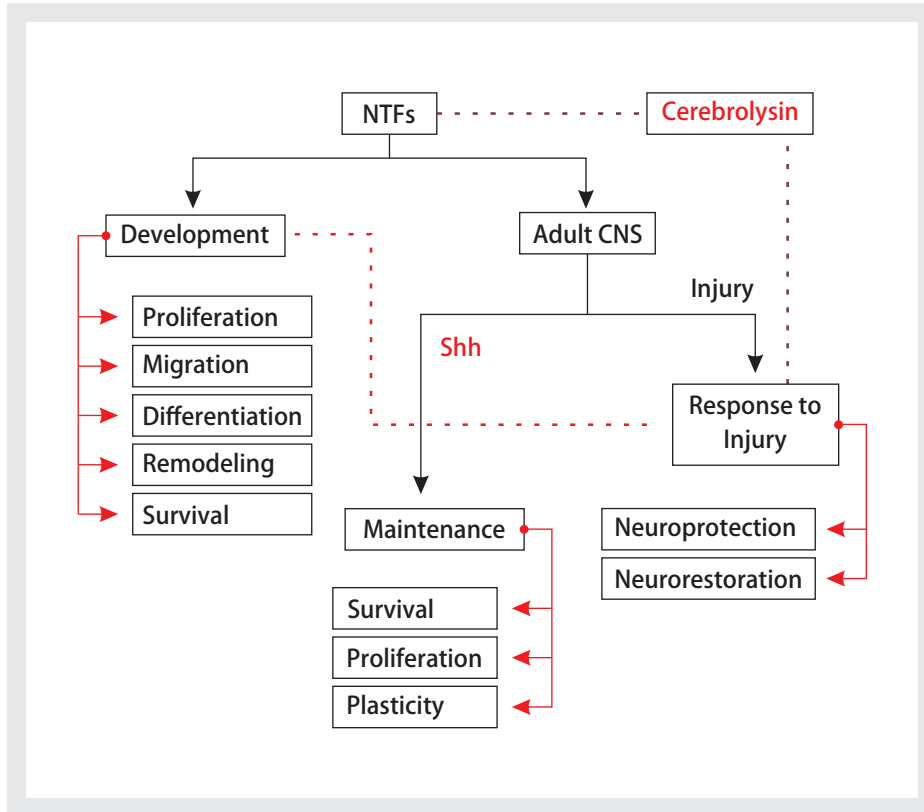 NTFs
Cerebrolysin
Development
Adult CNS
Injury
Proliferation
Shh
Migration
Response to
Injury
Differentiation
Remodeling
Survival
Maintenance
Neuroprotection
Neurorestoration
Survival
Proliferation
Plasticity